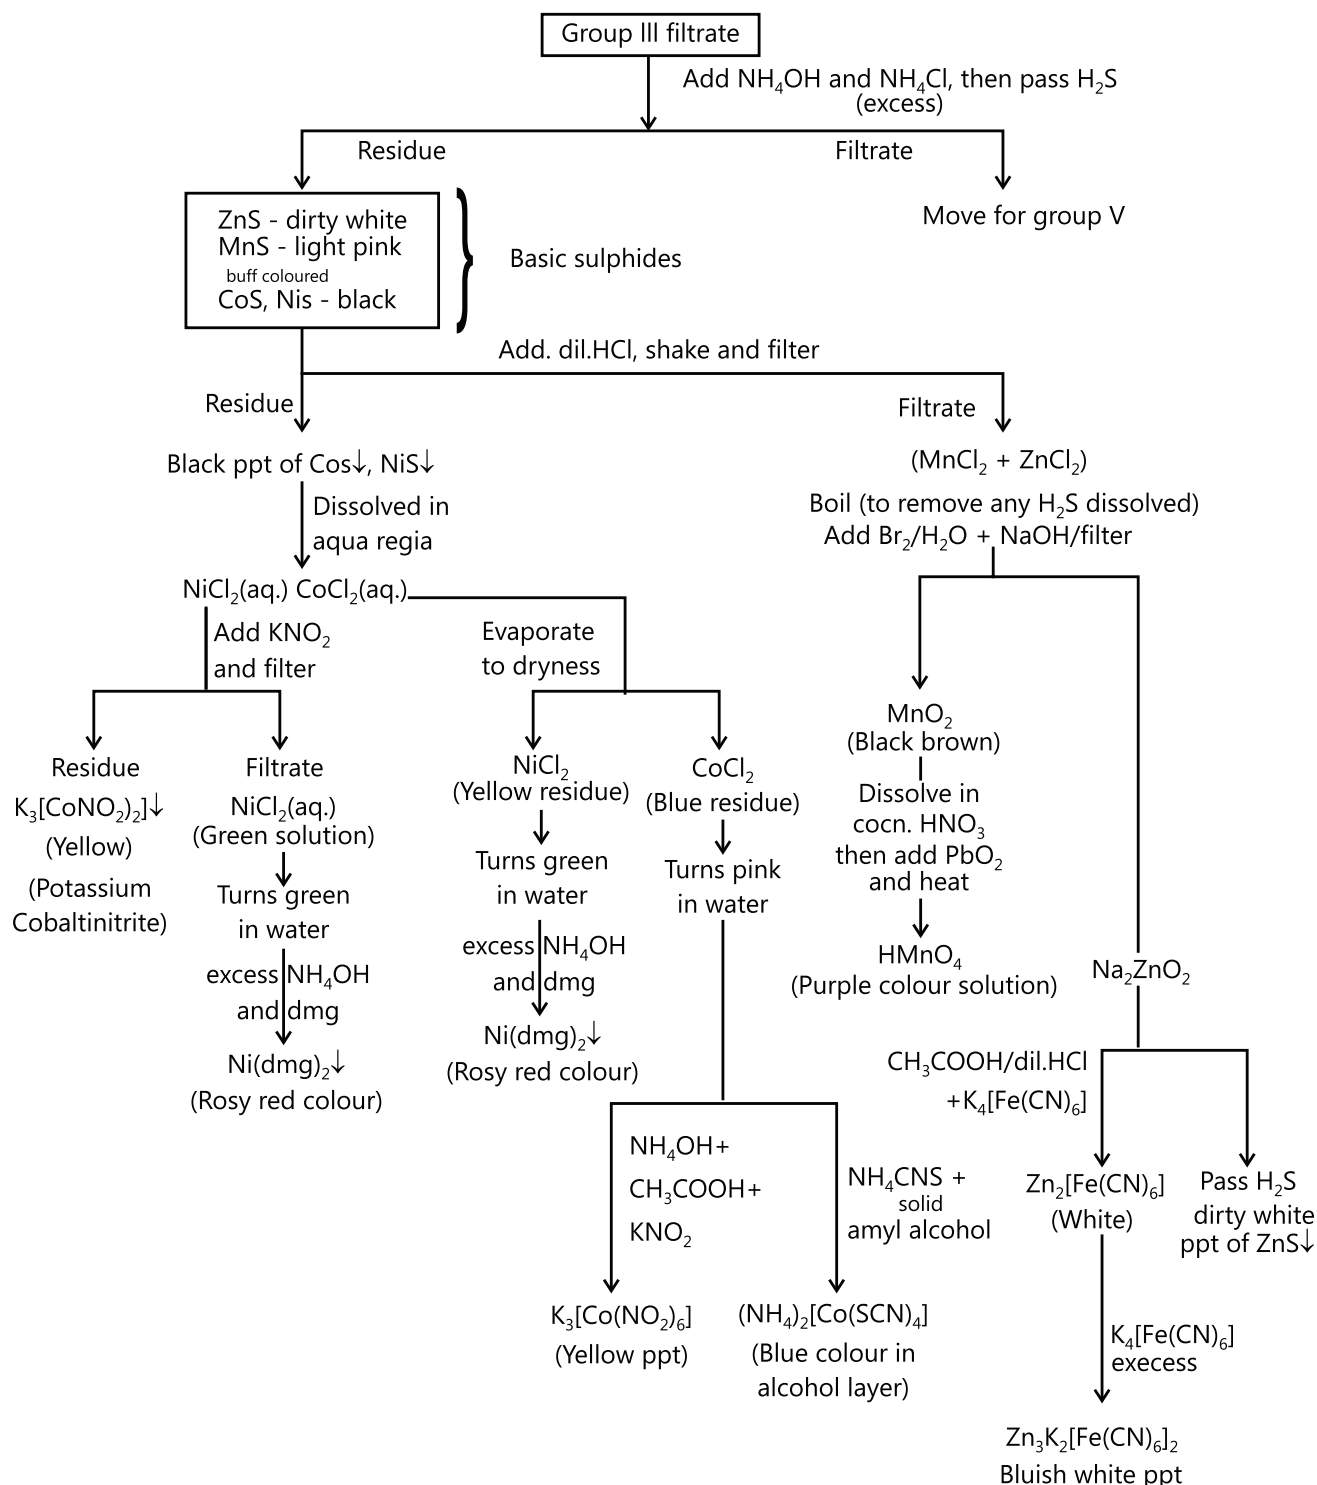 Group lll filtrate
Add NH₄OH and NH₄Cl, then pass H₂S
(excess)
Residue
Filtrate
ZnS - dirty white
MnS - light pink
buff coloured
CoS, Nis - black
Basic sulphides
Move for group V
Add. dil.HCl, shake and filter
Residue
Filtrate
Black ppt of Cos↓, NiS↓
Dissolved in
aqua regia
NiCl₂(aq.) CoCl₂(aq.)
(MnCl₂ + ZnCl₂)
Boil (to remove any H₂S dissolved)
Add Br₂/H₂O + NaOH/filter
Add KNO₂
and filter
Evaporate
to dryness
Residue
K₃[CoNO₂)₂]↓
(Yellow)
(Potassium
Cobaltinitrite)
Filtrate
NiCl₂(aq.)
(Green solution)
Turns green
in water
excess NH₄OH
and dmg
Ni(dmg)₂↓
(Rosy red colour)
NiCl₂
(Yellow residue)
Turns green
in water
excess NH₄OH
and dmg
Ni(dmg)₂↓
(Rosy red colour)
CoCl₂
(Blue residue)
Turns pink
in water
NH₄OH+
CH₃COOH+
KNO₂
K₃[Co(NO₂)₆]
(Yellow ppt)
NH₄CNS +
solid
amyl alcohol
(NH₄)₂[Co(SCN)₄]
(Blue colour in
alcohol layer)
MnO₂
(Black brown)
Dissolve in
cocn. HNO₃
then add PbO₂
and heat
HMnO₄
(Purple colour solution)
Na₂ZnO₂
CH₃COOH/dil.HCl
+K₄[Fe(CN)₆]
Zn₂[Fe(CN)₆]
(White)
Pass H₂S
dirty white
ppt of ZnS↓
K₄[Fe(CN)₆]
execess
Zn₃K₂[Fe(CN)₆]₂
Bluish white ppt